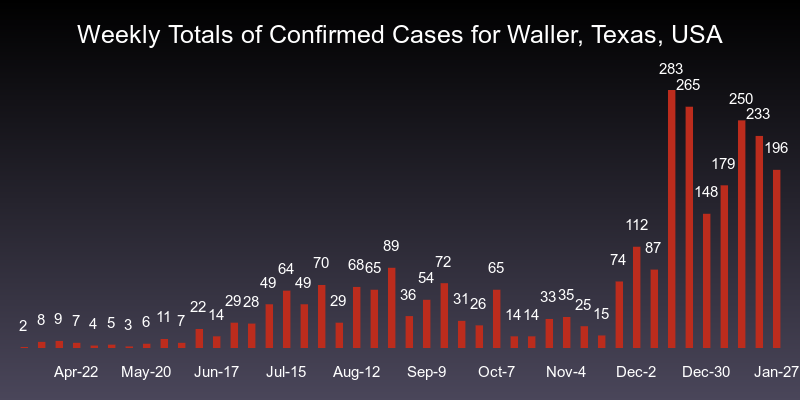 Weekly Totals of Confirmed Cases for Waller, Texas, USA
2 8 9 7 4 5 3 6 11 7 22 14 29 28 49 64 49 70 29 68 65 89 36 54 72 31 26 65 14 14 33 35 25 15 74 112 87 283 265 148 179 250 233 196
Apr-22 May-20 Jun-17 Jul-15 Aug-12 Sep-9 Oct-7 Nov-4 Dec-2 Dec-30 Jan-27